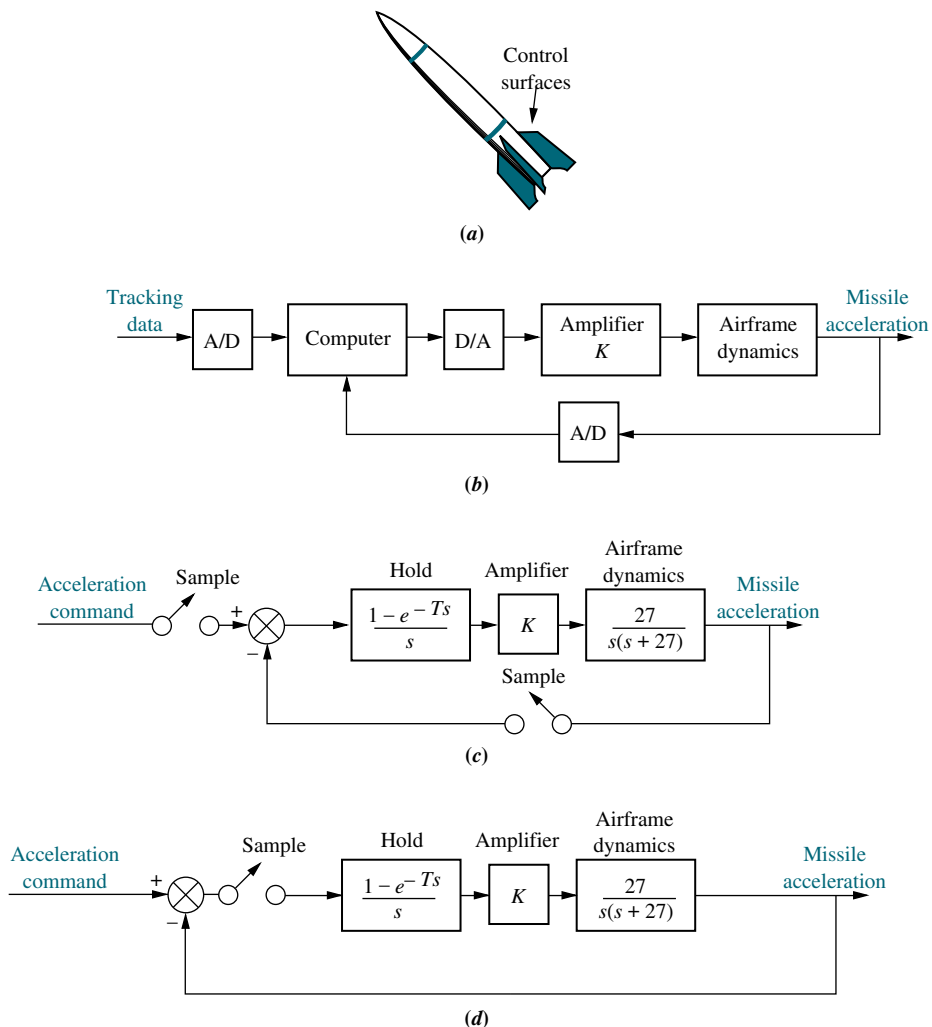 Control
surfaces
(a)
Tracking
data
A/D
Computer
D/A
Amplifier
K
Airframe
dynamics
Missile
acceleration
A/D
(b)
Acceleration
command
Sample
+
−
Hold
1 − e^−Ts
s
Amplifier
K
Airframe
dynamics
27
s(s + 27)
Missile
acceleration
Sample
(c)
Acceleration
command
+
−
Sample
Hold
1 − e^−Ts
s
Amplifier
K
Airframe
dynamics
27
s(s + 27)
Missile
acceleration
(d)